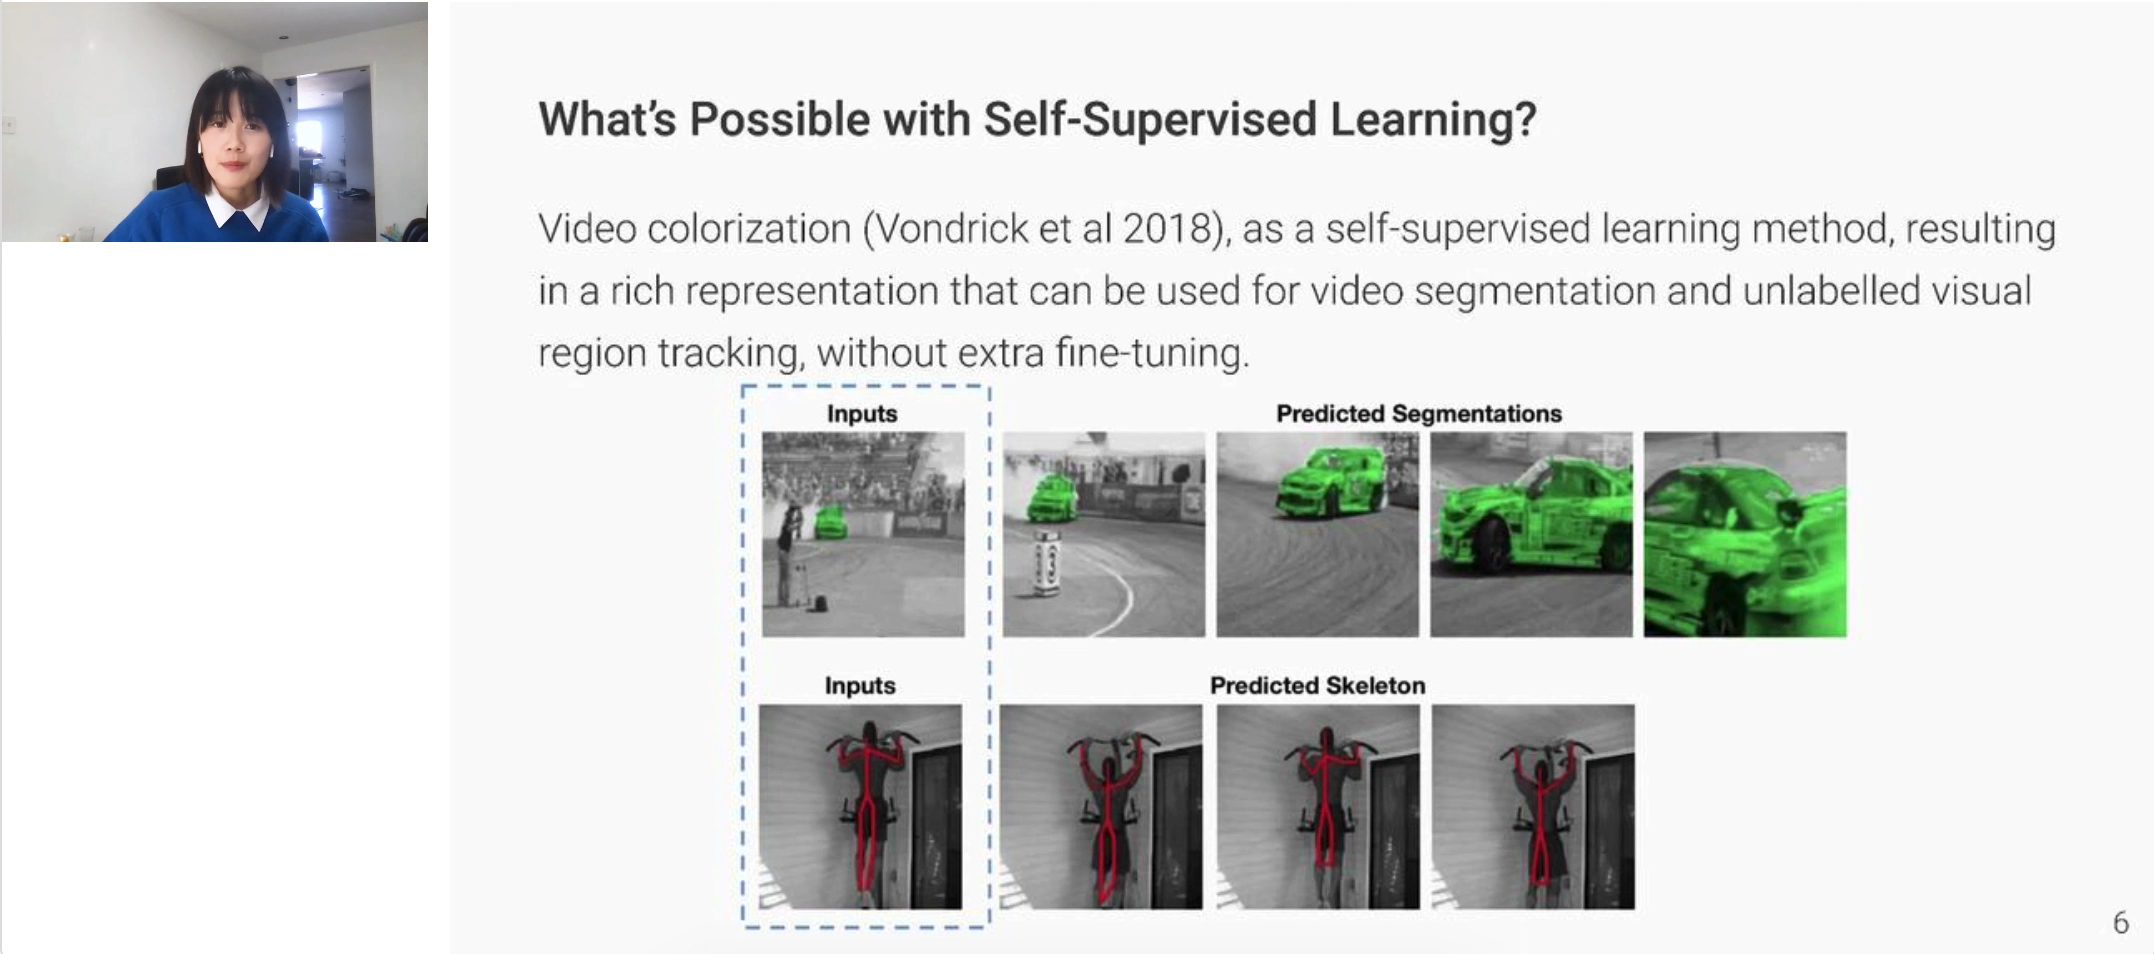 What's Possible with Self-Supervised Learning?
Video colorization (Vondrick et al 2018), as a self-supervised learning method, resulting
in a rich representation that can be used for video segmentation and unlabelled visual
region tracking, without extra fine-tuning.
Inputs
Predicted Segmentations
Inputs
Predicted Skeleton
6